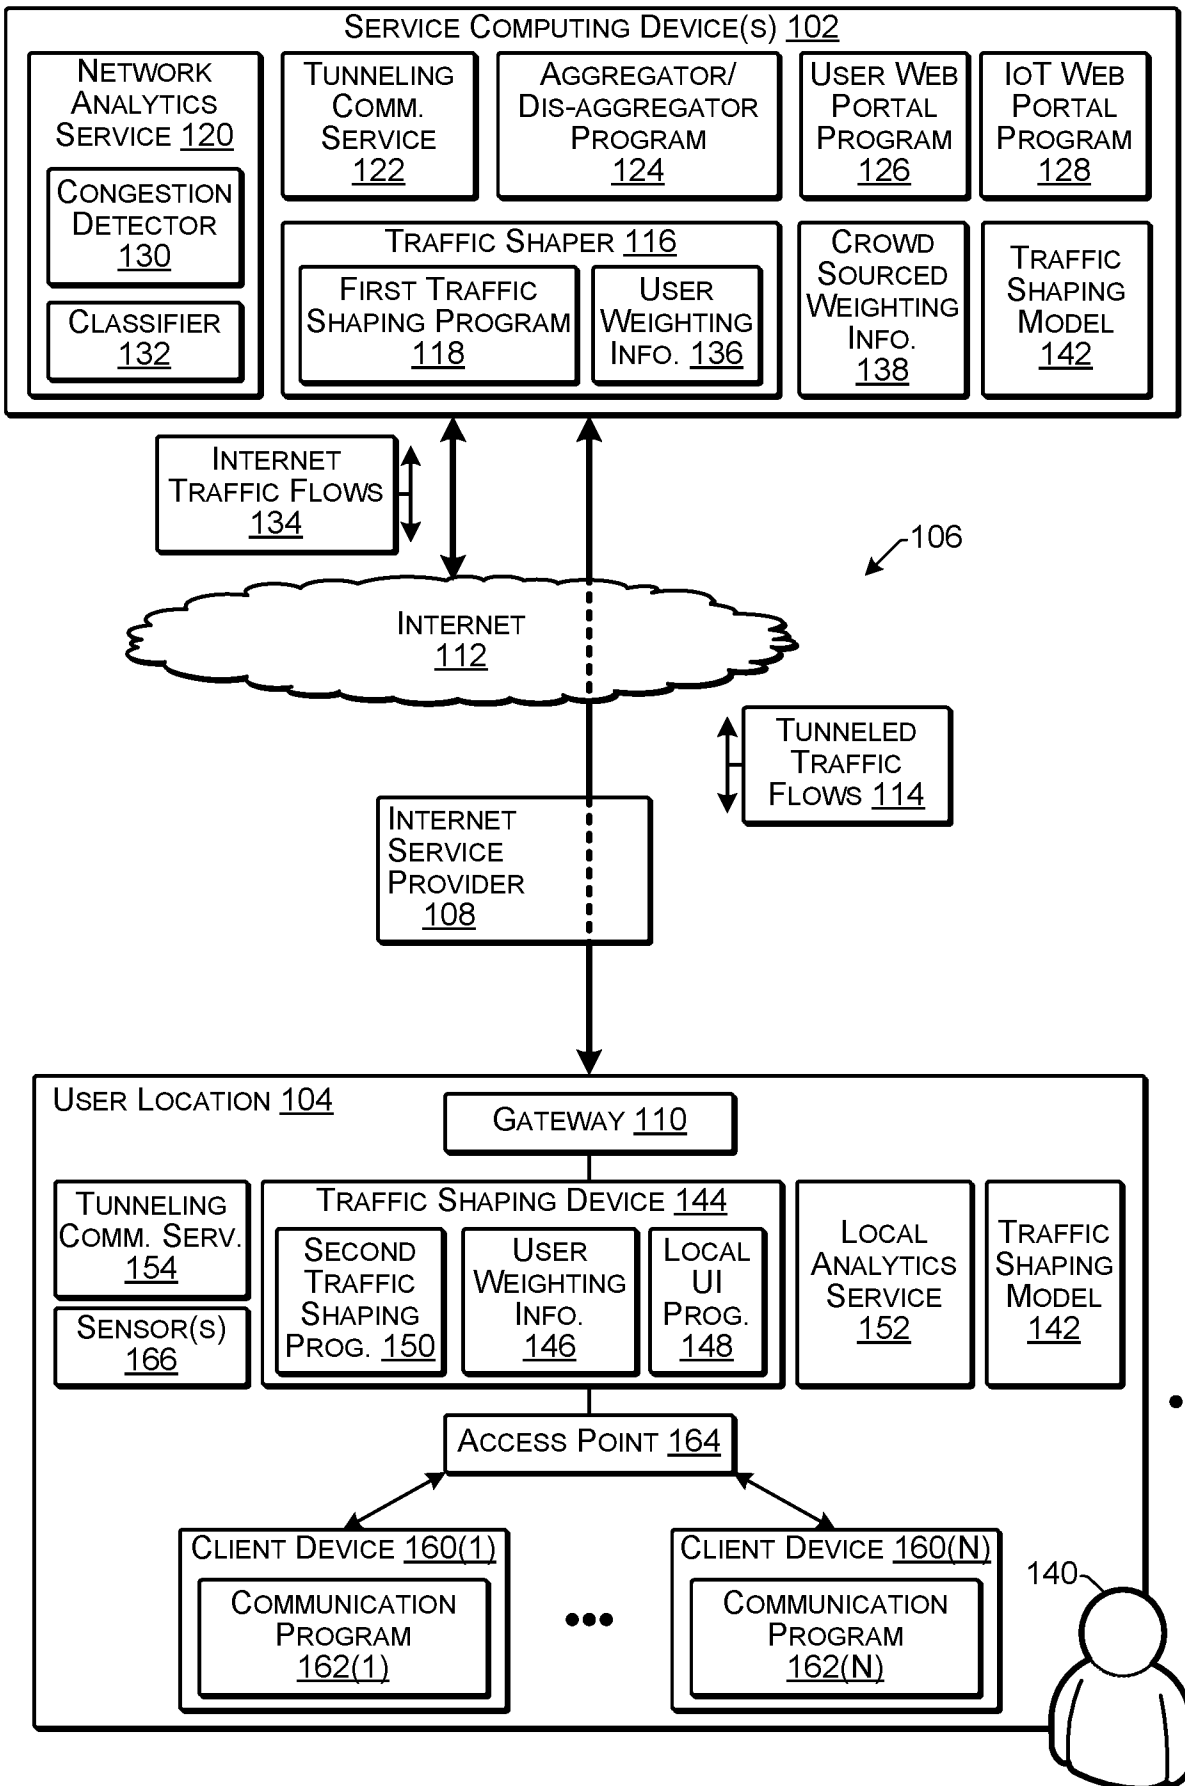 SERVICE COMPUTING DEVICE(S) 102
NETWORK
ANALYTICS
SERVICE 120
CONGESTION
DETECTOR
130
CLASSIFIER
132
TUNNELING
COMM.
SERVICE
122
AGGREGATOR/
DIS-AGGREGATOR
PROGRAM
124
USER WEB
PORTAL
PROGRAM
126
IOT WEB
PORTAL
PROGRAM
128
TRAFFIC SHAPER 116
FIRST TRAFFIC
SHAPING PROGRAM
118
USER
WEIGHTING
INFO. 136
CROWD
SOURCED
WEIGHTING
INFO.
138
TRAFFIC
SHAPING
MODEL
142
INTERNET
TRAFFIC FLOWS
134
106
INTERNET
112
TUNNELED
TRAFFIC
FLOWS 114
INTERNET
SERVICE
PROVIDER
108
USER LOCATION 104
GATEWAY 110
TUNNELING
COMM. SERV.
154
SENSOR(S)
166
TRAFFIC SHAPING DEVICE 144
SECOND
TRAFFIC
SHAPING
PROG. 150
USER
WEIGHTING
INFO.
146
LOCAL
UI
PROG.
148
LOCAL
ANALYTICS
SERVICE
152
TRAFFIC
SHAPING
MODEL
142
ACCESS POINT 164
CLIENT DEVICE 160(1)
COMMUNICATION
PROGRAM
162(1)
•••
CLIENT DEVICE 160(N)
COMMUNICATION
PROGRAM
162(N)
140